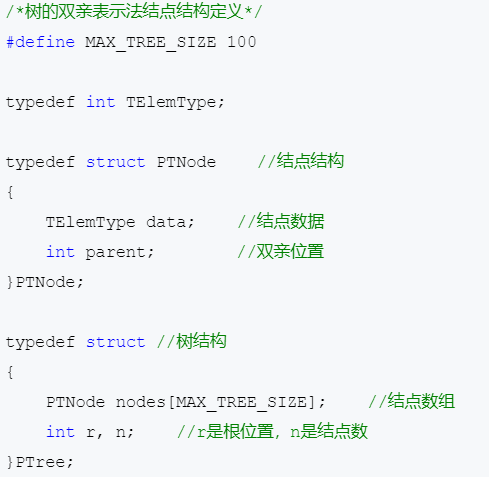 /*树的双亲表示法结点结构定义*/
#define MAX_TREE_SIZE 100
typedef int TElemType;
typedef struct PTNode    //结点结构
{
    TElemType data;    //结点数据
    int parent;        //双亲位置
}PTNode;
typedef struct //树结构
{
    PTNode nodes[MAX_TREE_SIZE];    //结点数组
    int r, n;    //r是根位置，n是结点数
}PTree;